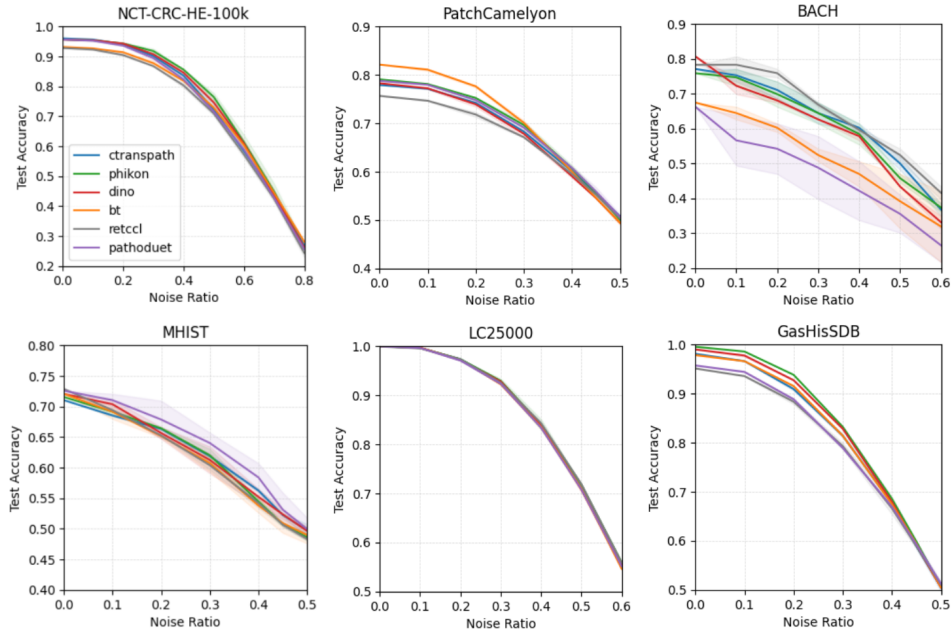 NCT-CRC-HE-100k
Test Accuracy
1.0
0.9
0.8
0.7
0.6
0.5
0.4
0.3
0.2
ctranspath
phikon
dino
bt
retccl
pathoduet
0.0 0.1 0.2 0.3 0.4 0.5 0.6 0.7 0.8
Noise Ratio
PatchCamelyon
Test Accuracy
0.9
0.8
0.7
0.6
0.5
0.4
0.0 0.1 0.2 0.3 0.4 0.5
Noise Ratio
BACH
Test Accuracy
0.9
0.8
0.7
0.6
0.5
0.4
0.3
0.2
0.0 0.1 0.2 0.3 0.4 0.5 0.6
Noise Ratio
MHIST
Test Accuracy
0.80
0.75
0.70
0.65
0.60
0.55
0.50
0.45
0.40
0.0 0.1 0.2 0.3 0.4 0.5
Noise Ratio
LC25000
Test Accuracy
1.0
0.9
0.8
0.7
0.6
0.5
0.0 0.1 0.2 0.3 0.4 0.5 0.6
Noise Ratio
GasHisSDB
Test Accuracy
1.0
0.9
0.8
0.7
0.6
0.5
0.0 0.1 0.2 0.3 0.4 0.5
Noise Ratio